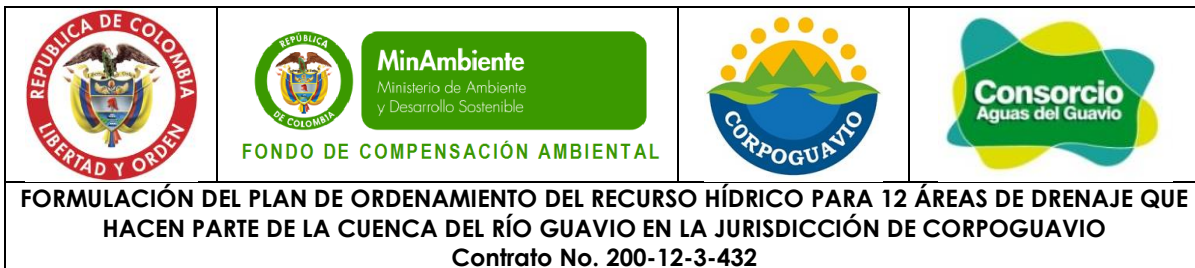 REPUBLICA DE COLOMBIA
LIBERTAD Y ORDEN
REPÚBLICA
DE COLOMBIA
MinAmbiente
Ministerio de Ambiente
y Desarrollo Sostenible
FONDO DE COMPENSACIÓN AMBIENTAL
CORPOGUAVIO
Consorcio
Aguas del Guavio
FORMULACIÓN DEL PLAN DE ORDENAMIENTO DEL RECURSO HÍDRICO PARA 12 ÁREAS DE DRENAJE QUE
HACEN PARTE DE LA CUENCA DEL RÍO GUAVIO EN LA JURISDICCIÓN DE CORPOGUAVIO
Contrato No. 200-12-3-432